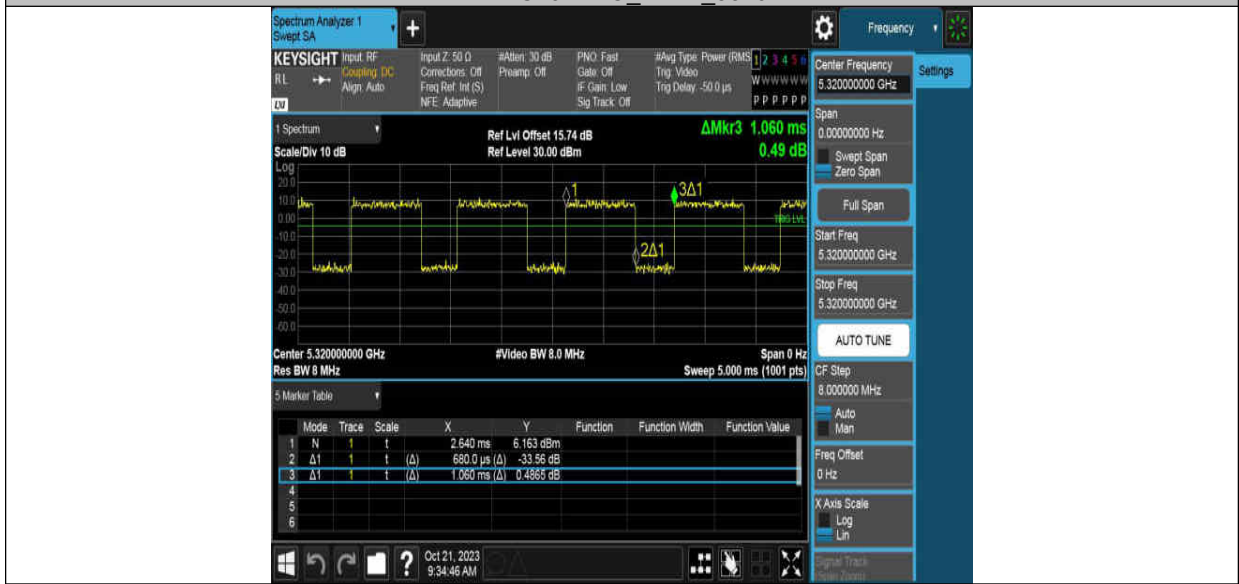 Spectrum Analyzer 1
Swept SA
+
Frequency
KEYSIGHT
RL
Input: RF
Coupling: DC
Align: Auto
Input Z: 50 Ω
Corrections: Off
Freq Ref: Int (S)
NFE: Adaptive
#Atten: 30 dB
Preamp: Off
PNO: Fast
Gate: Off
IF Gain: Low
Sig Track: Off
#Avg Type: Power (RMS
Trig: Video
Trig Delay: -50.0 µs
1 2 3 4 5 6
W W W W W W
P P P P P P
Center Frequency
5.320000000 GHz
Settings
Span
0.00000000 Hz
Swept Span
Zero Span
Full Span
Start Freq
5.320000000 GHz
Stop Freq
5.320000000 GHz
AUTO TUNE
CF Step
8.000000 MHz
Auto
Man
Freq Offset
0 Hz
X Axis Scale
Log
Lin
Signal Track
(Span Zoom)
1 Spectrum
Scale/Div 10 dB
Ref Lvl Offset 15.74 dB
Ref Level 30.00 dBm
ΔMkr3 1.060 ms
0.49 dB
Log
20.0
10.0
0.00
-10.0
-20.0
-30.0
-40.0
-50.0
-60.0
1
3Δ1
2Δ1
TRIG LVL
Center 5.320000000 GHz
#Video BW 8.0 MHz
Span 0 Hz
Res BW 8 MHz
Sweep 5.000 ms (1001 pts)
5 Marker Table
Mode Trace Scale X Y Function Function Width Function Value
1 N 1 t 2.640 ms 6.163 dBm
2 Δ1 1 t (Δ) 680.0 µs (Δ) -33.56 dB
3 Δ1 1 t (Δ) 1.060 ms (Δ) 0.4865 dB
4
5
6
?
Oct 21, 2023
9:34:46 AM